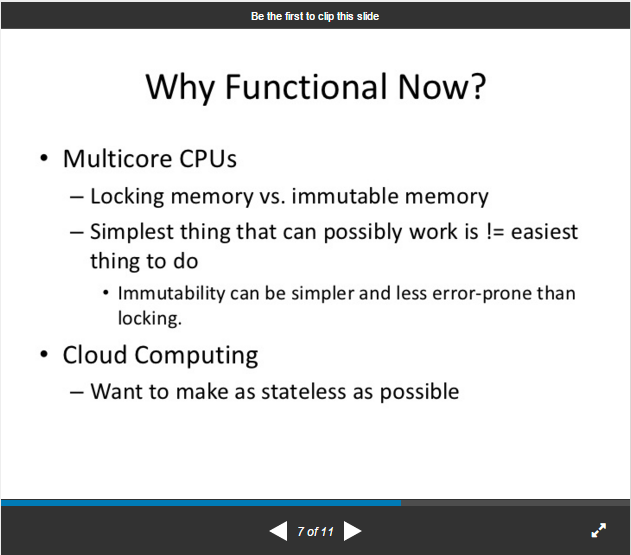 Be the first to clip this slide
Why Functional Now?
• Multicore CPUs
– Locking memory vs. immutable memory
– Simplest thing that can possibly work is != easiest
thing to do
• Immutability can be simpler and less error-prone than
locking.
• Cloud Computing
– Want to make as stateless as possible
7 of 11